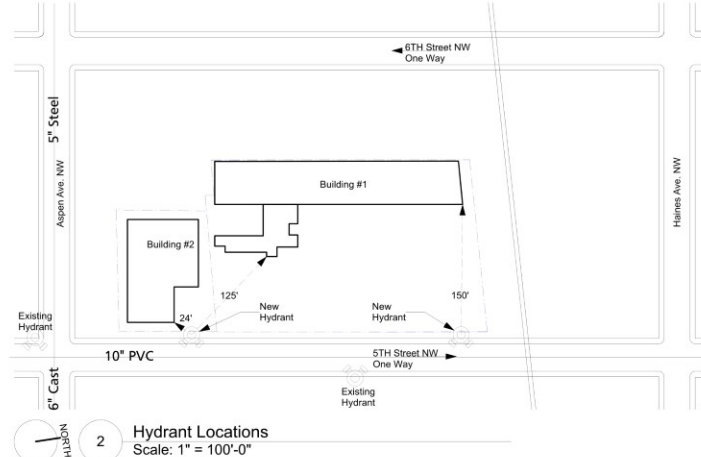 6TH Street NW
One Way
5" Steel
Aspen Ave. NW
Haines Ave. NW
Building #1
Building #2
125'
150'
24'
New
Hydrant
New
Hydrant
Existing
Hydrant
10" PVC
5TH Street NW
One Way
6" Cast
Existing
Hydrant
NORTH
2
Hydrant Locations
Scale: 1" = 100'-0"